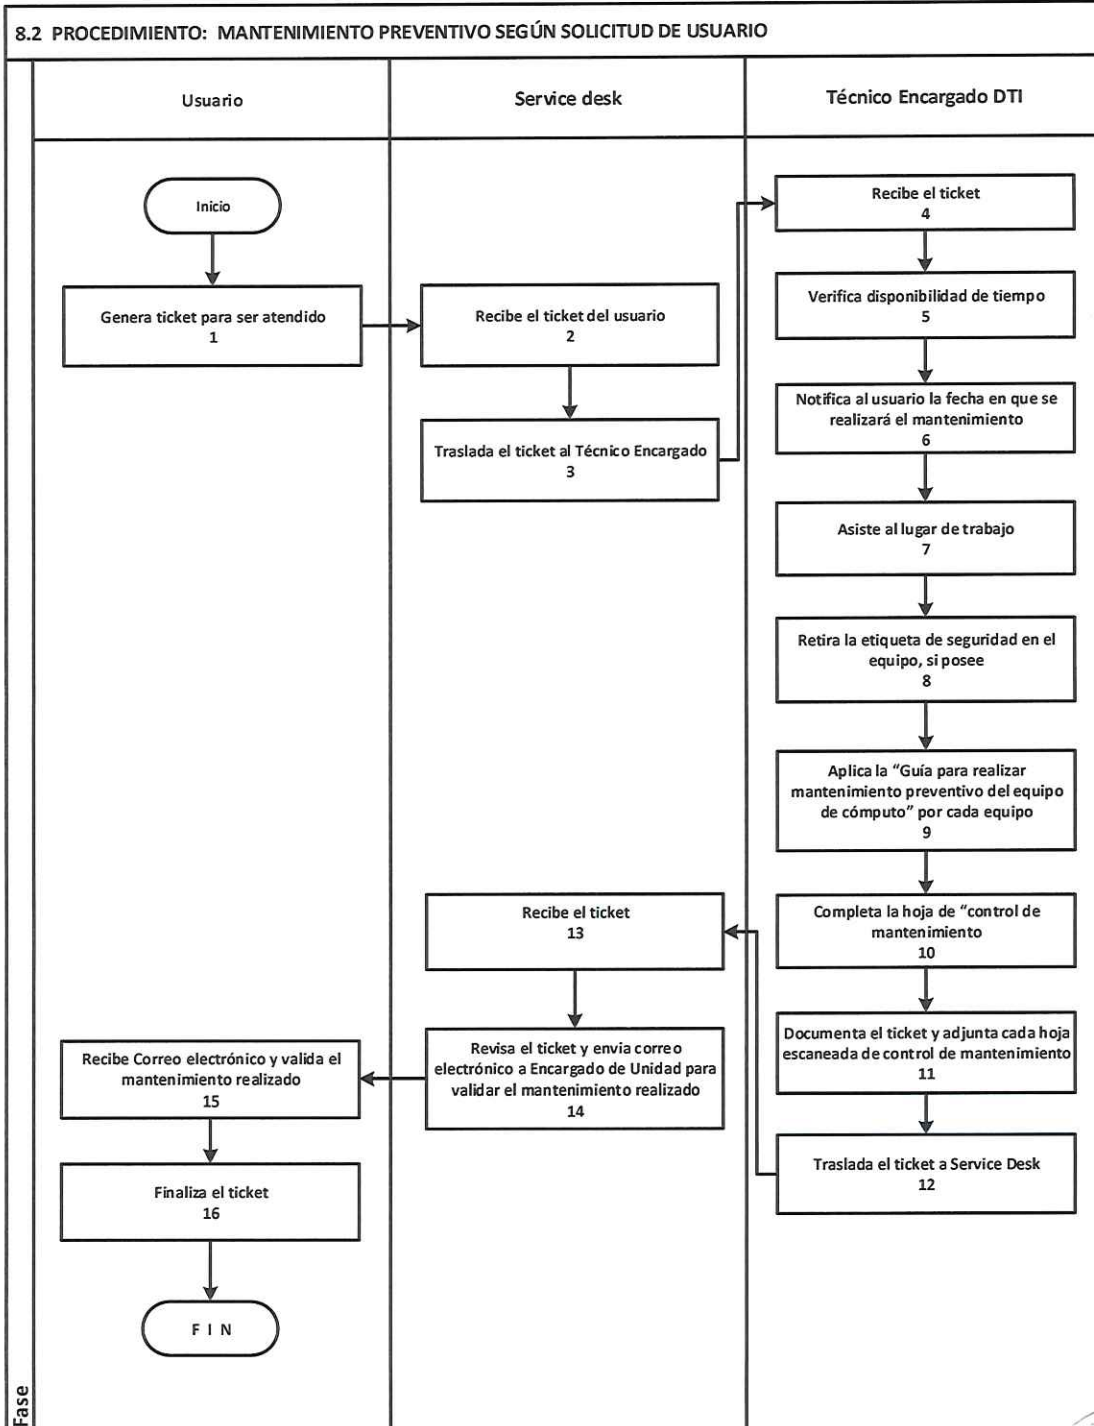 8.2 PROCEDIMIENTO: MANTENIMIENTO PREVENTIVO SEGÚN SOLICITUD DE USUARIO
Usuario
Service desk
Técnico Encargado DTI
Inicio
Genera ticket para ser atendido
1
Recibe el ticket del usuario
2
Traslada el ticket al Técnico Encargado
3
Recibe el ticket
4
Verifica disponibilidad de tiempo
5
Notifica al usuario la fecha en que se
realizará el mantenimiento
6
Asiste al lugar de trabajo
7
Retira la etiqueta de seguridad en el
equipo, si posee
8
Aplica la “Guía para realizar
mantenimiento preventivo del equipo
de cómputo” por cada equipo
9
Completa la hoja de “control de
mantenimiento
10
Documenta el ticket y adjunta cada hoja
escaneada de control de mantenimiento
11
Traslada el ticket a Service Desk
12
Recibe el ticket
13
Revisa el ticket y envia correo
electrónico a Encargado de Unidad para
validar el mantenimiento realizado
14
Recibe Correo electrónico y valida el
mantenimiento realizado
15
Finaliza el ticket
16
F I N
Fase